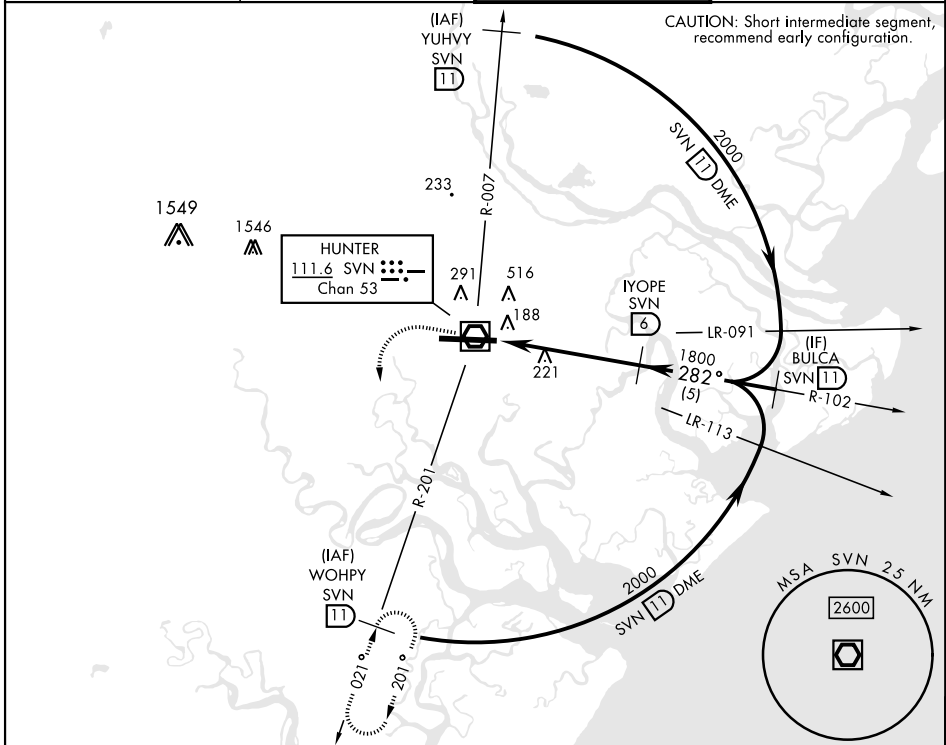 CAUTION: Short intermediate segment,
recommend early configuration.
(IAF)
YUHVY
SVN
11
2000
SVN 11 DME
R-007
233
1549
1546
HUNTER
111.6 SVN
Chan 53
291
516
188
221
IYOPE
SVN
6
LR-091
1800
282°
(5)
(IF)
BULCA
SVN 11
R-102
LR-113
R-201
(IAF)
WOHPY
SVN
11
2000
SVN 11 DME
021°
201°
MSA SVN 25 NM
2600